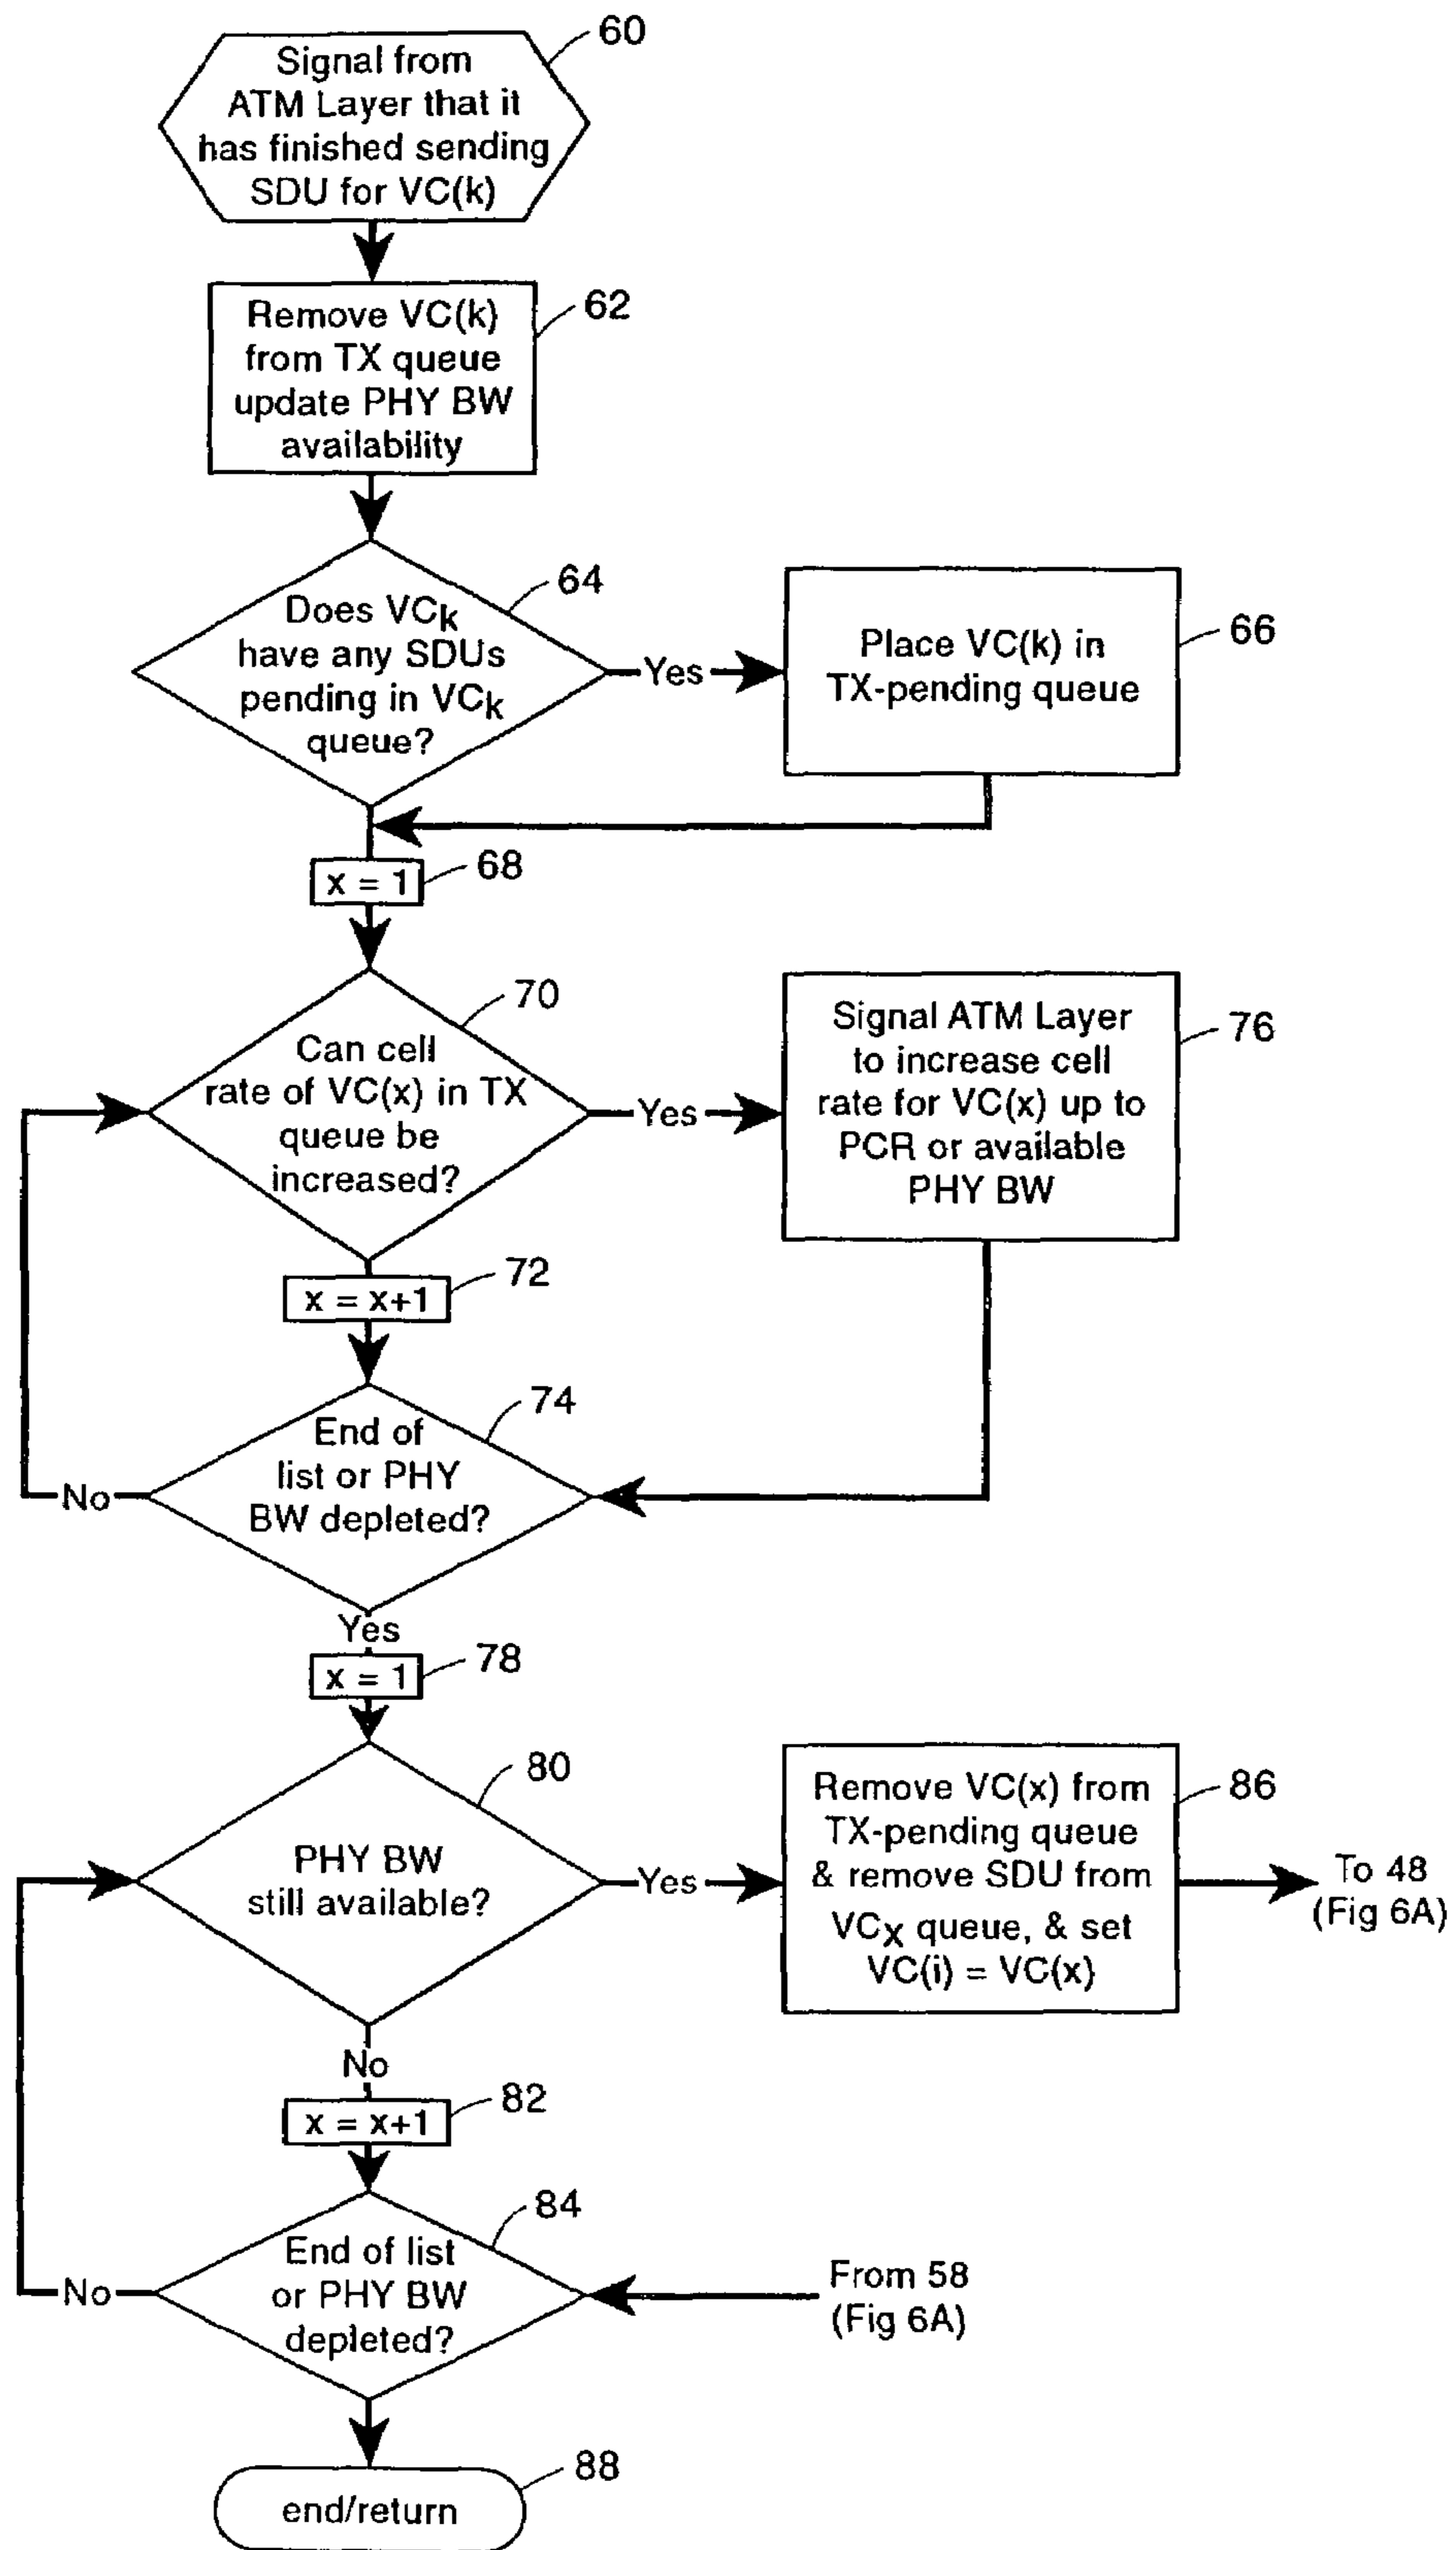 60
Signal from
ATM Layer that it
has finished sending
SDU for VC(k)
62
Remove VC(k)
from TX queue
update PHY BW
availability
64
Does VCk
have any SDUs
pending in VCk
queue?
Yes
66
Place VC(k) in
TX-pending queue
68
x = 1
70
Can cell
rate of VC(x) in TX
queue be
increased?
Yes
76
Signal ATM Layer
to increase cell
rate for VC(x) up to
PCR or available
PHY BW
72
x = x+1
74
End of
list or PHY
BW depleted?
No
Yes
78
x = 1
80
PHY BW
still available?
Yes
86
Remove VC(x) from
TX-pending queue
& remove SDU from
VCx queue, & set
VC(i) = VC(x)
To 48
(Fig 6A)
No
82
x = x+1
84
End of list
or PHY BW
depleted?
No
From 58
(Fig 6A)
88
end/return